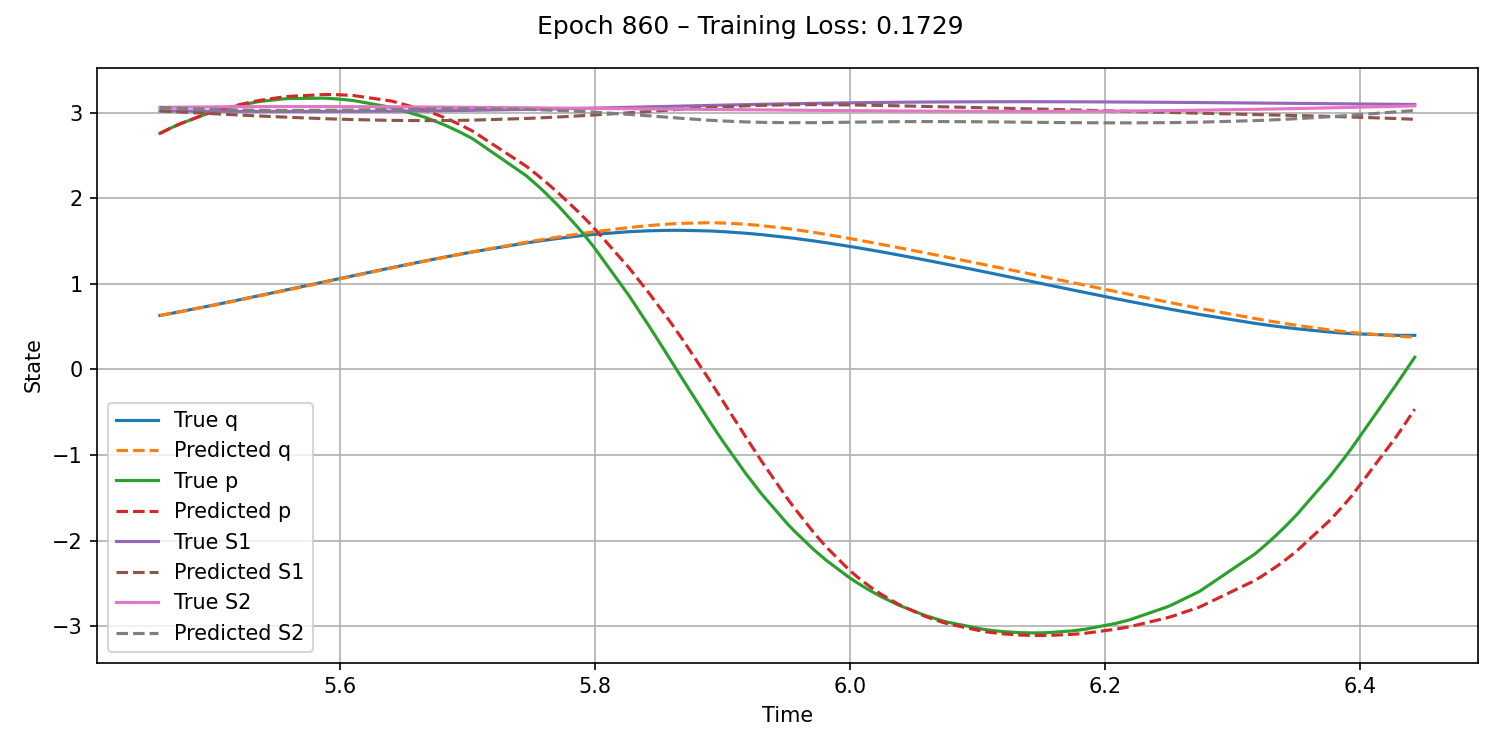 Epoch 860 – Training Loss: 0.1729
3
2
1
0
−1
−2
−3
State
True q
Predicted q
True p
Predicted p
True S1
Predicted S1
True S2
Predicted S2
5.6 5.8 6.0 6.2 6.4
Time